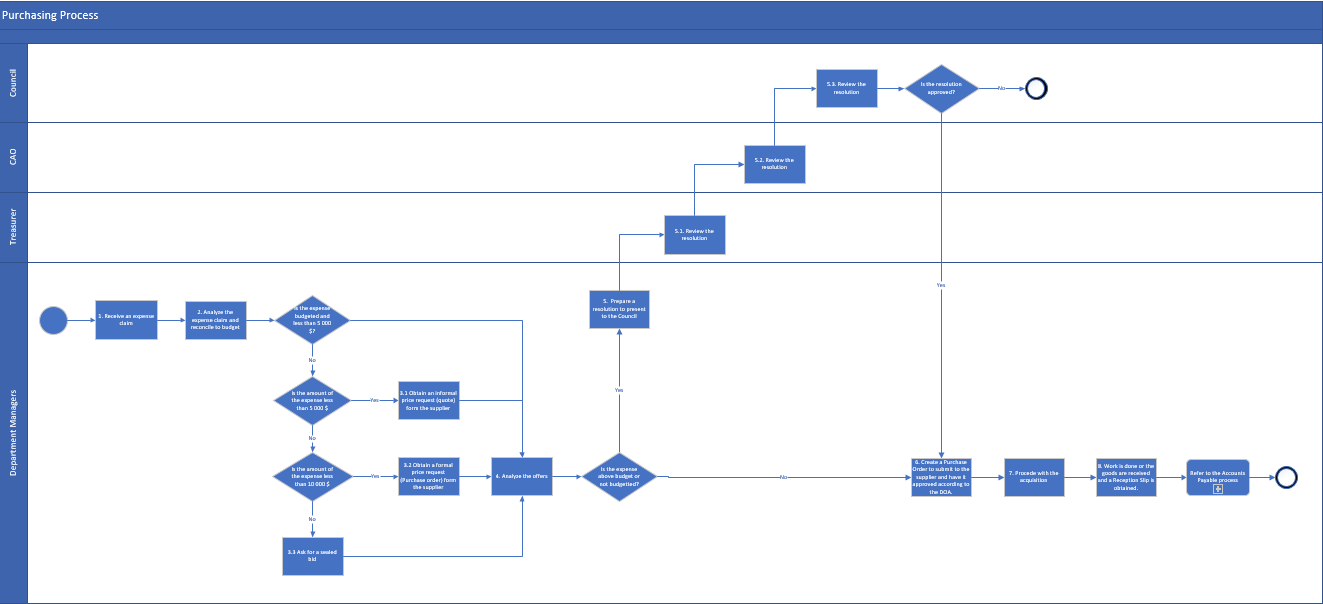 Purchasing Process
Council
5.3. Review the
resolution
Is the resolution
approved?
No
CAO
5.2. Review the
resolution
Treasurer
5.1. Review the
resolution
Department Managers
1. Receive an expense
claim
2. Analyze the
expense claim and
reconcile to budget
Is the expense
budgeted and
less than 5 000
$?
No
Is the amount of
the expense less
than 5 000 $
Yes
3.1 Obtain an informal
price request (quote)
form the supplier
No
Is the amount of
the expense less
than 10 000 $
Yes
3.2 Obtain a formal
price request
(Purchase order) form
the supplier
No
3.3 Ask for a sealed
bid
4. Analyze the offers
Is the expense
above budget or
not budgetted?
Yes
5. Prepare a
resolution to present
to the Council
No
Yes
6. Create a Purchase
Order to submit to the
supplier and have it
approved according to
the DOA.
7. Procede with the
acquisition
8. Work is done or the
goods are received
and a Reception Slip is
obtained.
Refer to the Accounts
Payable process